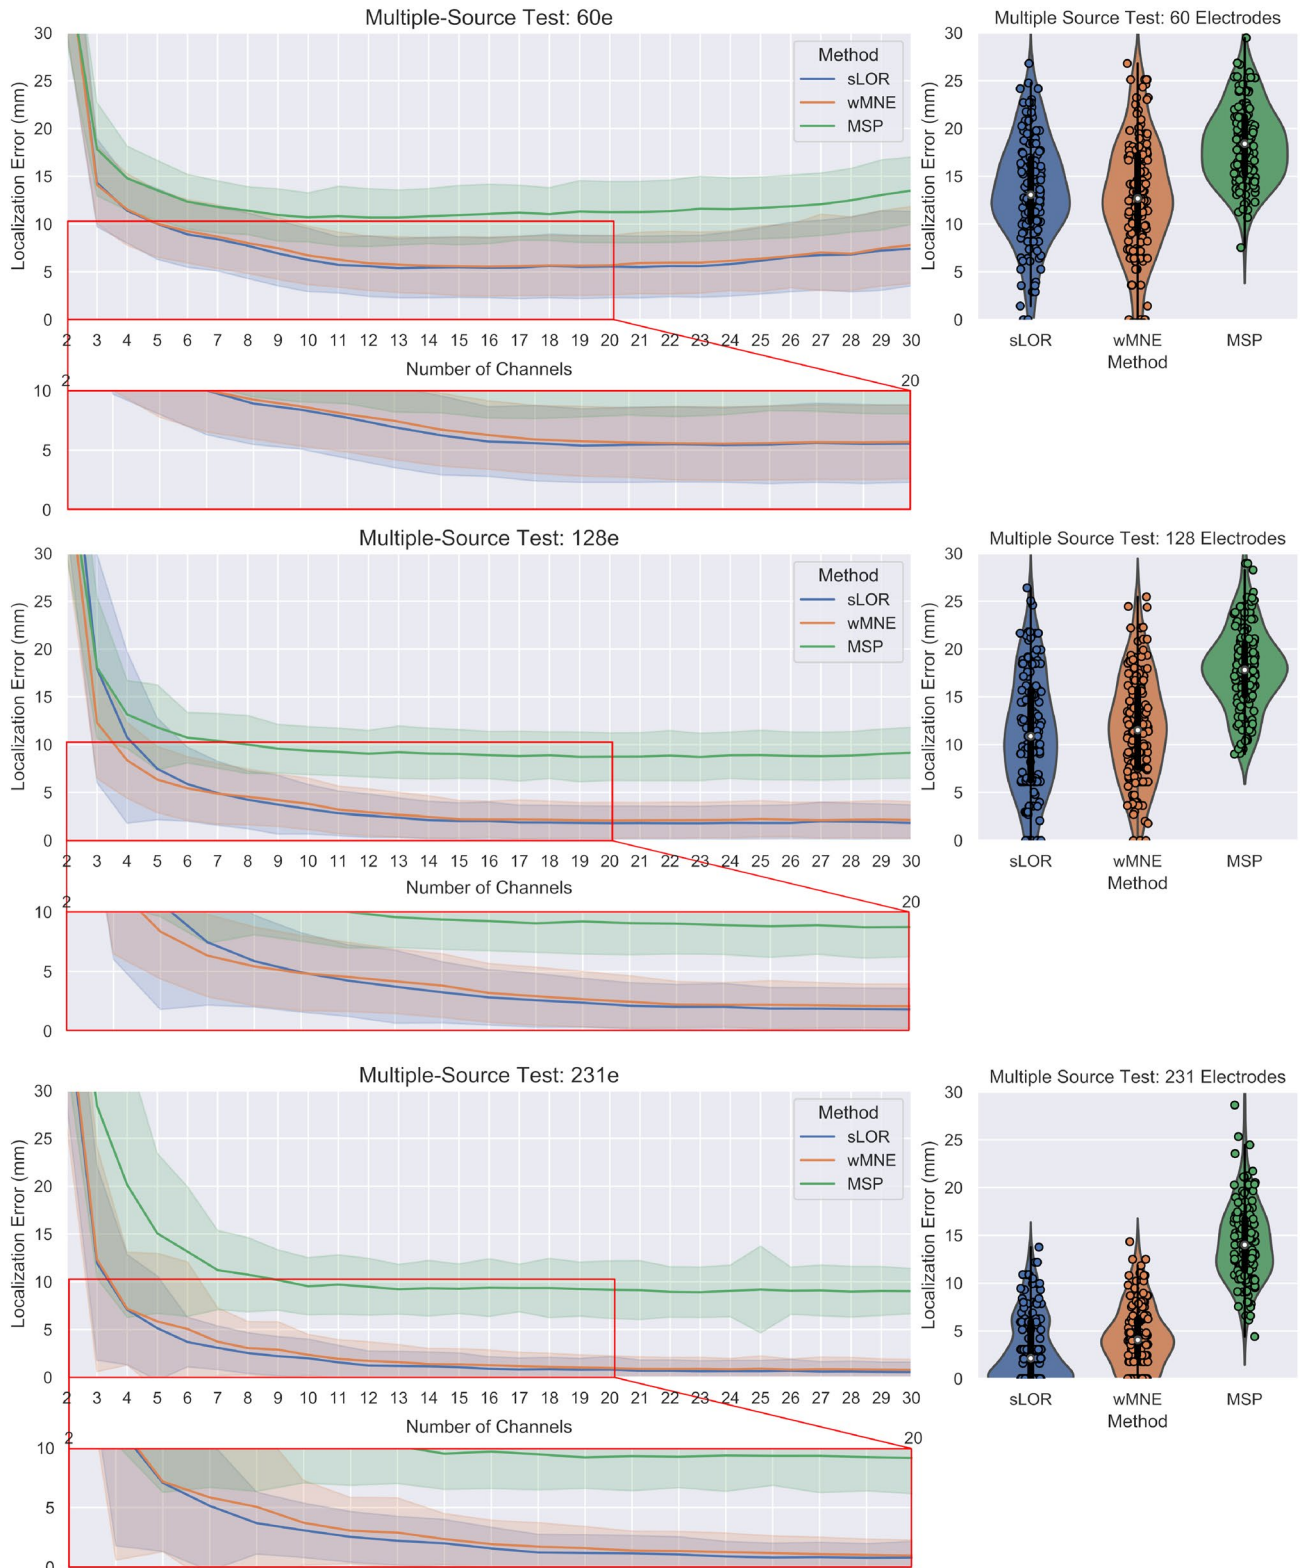 Multiple-Source Test: 60e
Localization Error (mm)
30
25
20
15
10
5
0
Method
sLOR
wMNE
MSP
2 3 4 5 6 7 8 9 10 11 12 13 14 15 16 17 18 19 20 21 22 23 24 25 26 27 28 29 30
Number of Channels
2 20
10
5
0
Multiple Source Test: 60 Electrodes
Localization Error (mm)
30
25
20
15
10
5
0
sLOR wMNE MSP
Method
Multiple-Source Test: 128e
Localization Error (mm)
30
25
20
15
10
5
0
Method
sLOR
wMNE
MSP
2 3 4 5 6 7 8 9 10 11 12 13 14 15 16 17 18 19 20 21 22 23 24 25 26 27 28 29 30
Number of Channels
2 20
10
5
0
Multiple Source Test: 128 Electrodes
Localization Error (mm)
30
25
20
15
10
5
0
sLOR wMNE MSP
Method
Multiple-Source Test: 231e
Localization Error (mm)
30
25
20
15
10
5
0
Method
sLOR
wMNE
MSP
2 3 4 5 6 7 8 9 10 11 12 13 14 15 16 17 18 19 20 21 22 23 24 25 26 27 28 29 30
Number of Channels
2 20
10
5
0
Multiple Source Test: 231 Electrodes
Localization Error (mm)
30
25
20
15
10
5
0
sLOR wMNE MSP
Method